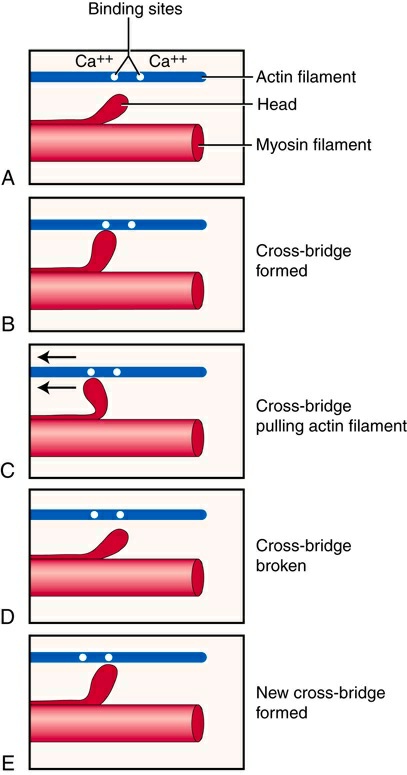 Binding sites
Ca++ Ca++
Actin filament
Head
Myosin filament
A
Cross-bridge
formed
B
Cross-bridge
pulling actin filament
C
Cross-bridge
broken
D
New cross-bridge
formed
E